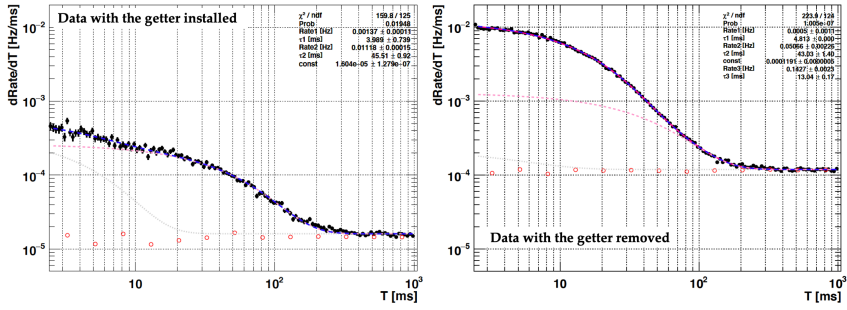 Data with the getter installed
χ² / ndf 159.8 / 125
Prob 0.01948
Rate1 [Hz] 0.00137 ± 0.00011
τ1 [ms] 3.989 ± 0.739
Rate2 [Hz] 0.01118 ± 0.00015
τ2 [ms] 45.51 ± 0.92
const 1.604e-05 ± 1.279e-07
dRate/dT [Hz/ms]
10⁻²
10⁻³
10⁻⁴
10⁻⁵
10
10²
10³
T [ms]
χ² / ndf 223.9 / 124
Prob 1.005e-07
Rate1 [Hz] 0.0005 ± 0.0011
τ1 [ms] 4.813 ± 0.000
Rate2 [Hz] 0.05066 ± 0.00225
τ2 [ms] 43.03 ± 1.40
const 0.0001191 ± 0.0000005
Rate3 [Hz] 0.1427 ± 0.0023
τ3 [ms] 13.04 ± 0.17
dRate/dT [Hz/ms]
10⁻²
10⁻³
10⁻⁴
10⁻⁵
Data with the getter removed
10
10²
10³
T [ms]